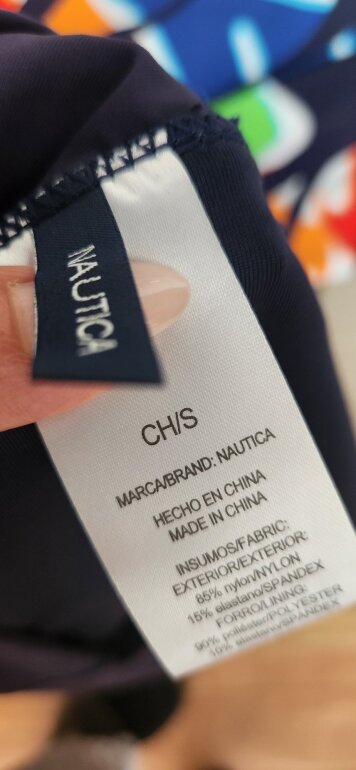 NAUTICA
CH/S
MARCA/BRAND: NAUTICA
HECHO EN CHINA
MADE IN CHINA
INSUMOS/FABRIC:
EXTERIOR/EXTERIOR:
85% nylon/NYLON
15% elastano/SPANDEX
FORRO/LINING:
90% poliéster/POLYESTER
10% elastano/SPANDEX